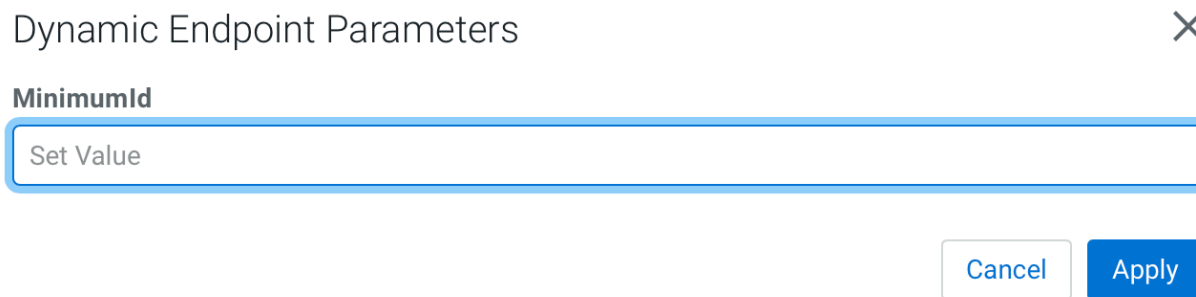 Dynamic Endpoint Parameters
MinimumId
Set Value
Cancel
Apply